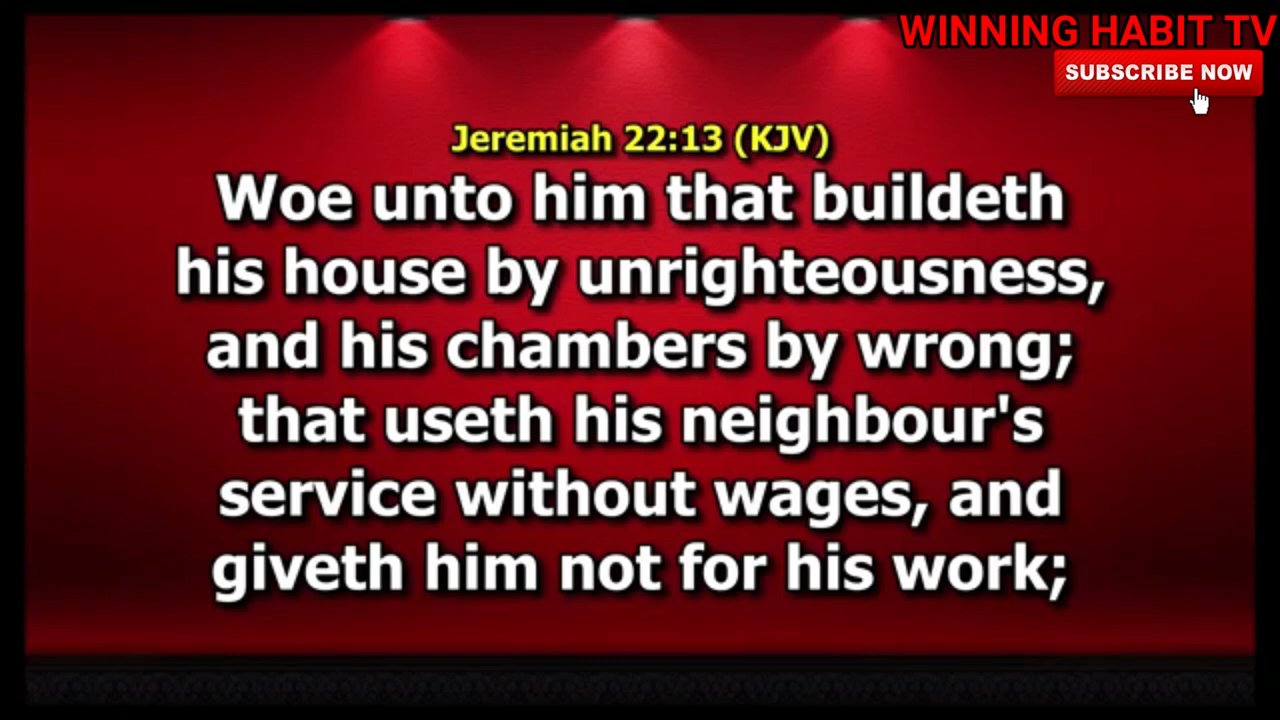 WINNING HABIT TV
SUBSCRIBE NOW
Jeremiah 22:13 (KJV)
Woe unto him that buildeth
his house by unrighteousness,
and his chambers by wrong;
that useth his neighbour's
service without wages, and
giveth him not for his work;